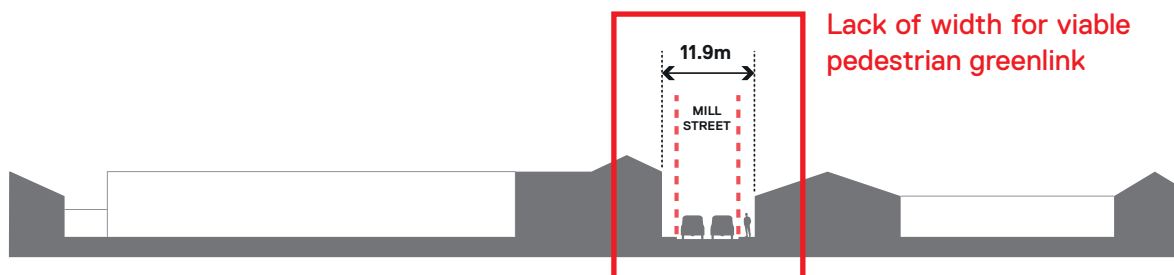 Lack of width for viable
pedestrian greenlink
11.9m
MILL
STREET